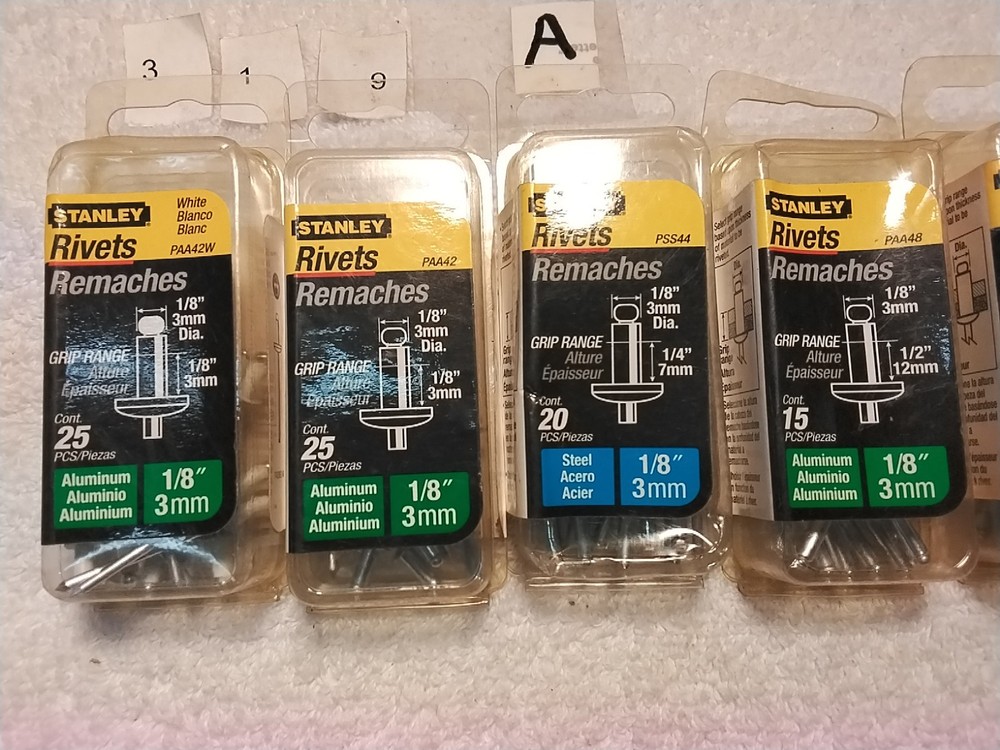 3
1
9
A
STANLEY
White
Blanco
Blanc
Rivets
PAA42W
Remaches
1/8"
3mm
Dia.
GRIP RANGE
Alture
Épaisseur
1/8"
3mm
Cont.
25
PCS/Piezas
Aluminum
Aluminio
Aluminium
1/8"
3mm
STANLEY
Rivets
PAA42
Remaches
1/8"
3mm
Dia.
GRIP RANGE
Alture
Épaisseur
1/8"
3mm
Cont.
25
PCS/Piezas
Aluminum
Aluminio
Aluminium
1/8"
3mm
Rivets
PSS44
Remaches
1/8"
3mm
Dia.
GRIP RANGE
Alture
Épaisseur
1/4"
7mm
Cont.
20
PCS/Piezas
Steel
Acero
Acier
1/8"
3mm
STANLEY
Rivets
PAA48
Remaches
1/8"
3mm
GRIP RANGE
Alture
Épaisseur
1/2"
12mm
Cont.
15
PCS/Piezas
Aluminum
Aluminio
Aluminium
1/8"
3mm
Dia.